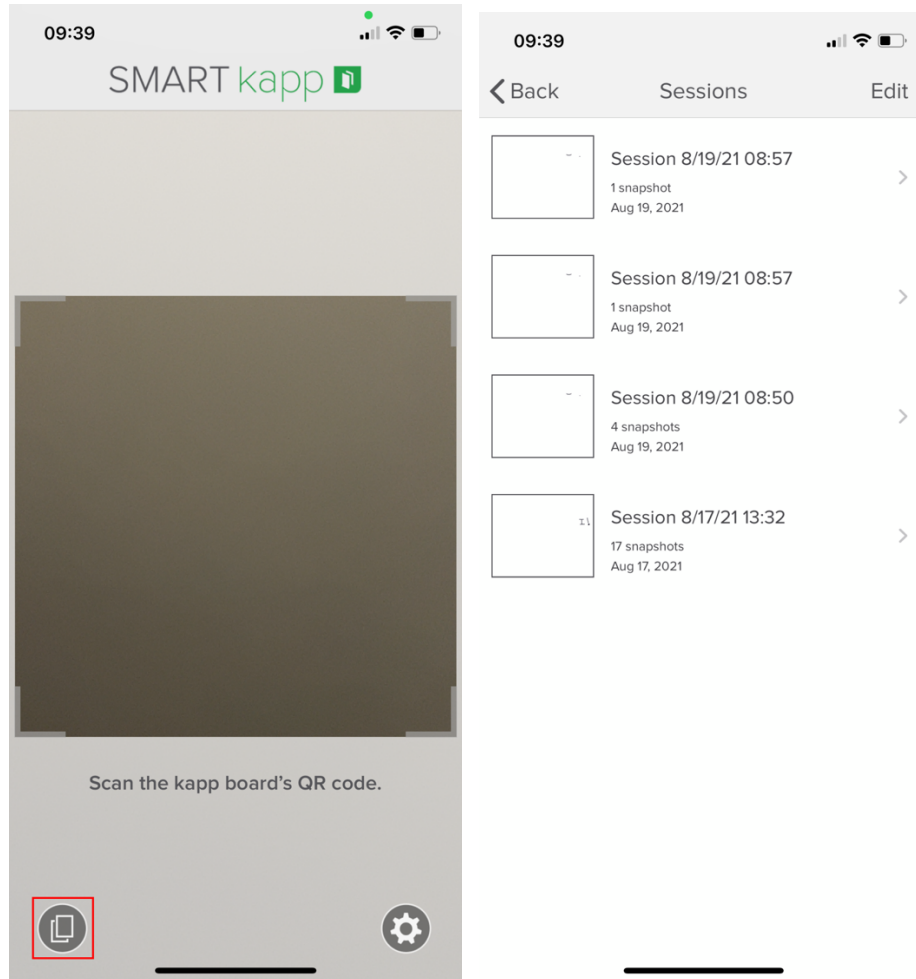 09:39
SMART kapp
Scan the kapp board's QR code.
09:39
Back Sessions Edit
Session 8/19/21 08:57
1 snapshot
Aug 19, 2021
Session 8/19/21 08:57
1 snapshot
Aug 19, 2021
Session 8/19/21 08:50
4 snapshots
Aug 19, 2021
Session 8/17/21 13:32
17 snapshots
Aug 17, 2021